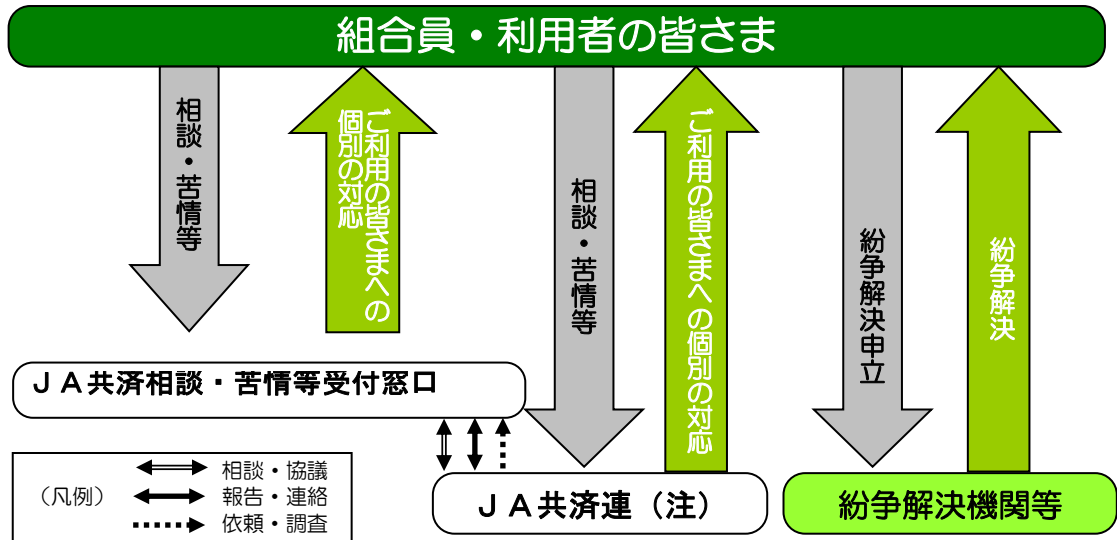 組合員・利用者の皆さま
相談・苦情等
ご利用の皆さまへの
個別の対応
相談・苦情等
ご利用の皆さまへの個別の対応
紛争解決申立
紛争解決
ＪＡ共済相談・苦情等受付窓口
（凡例）
相談・協議
報告・連絡
依頼・調査
ＪＡ共済連（注）
紛争解決機関等